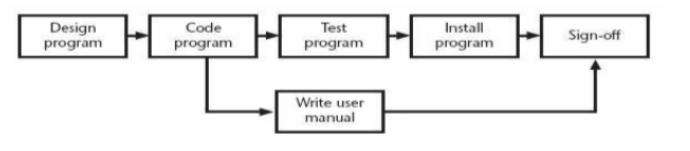 Design
program
Code
program
Test
program
Install
program
Sign-off
Write user
manual